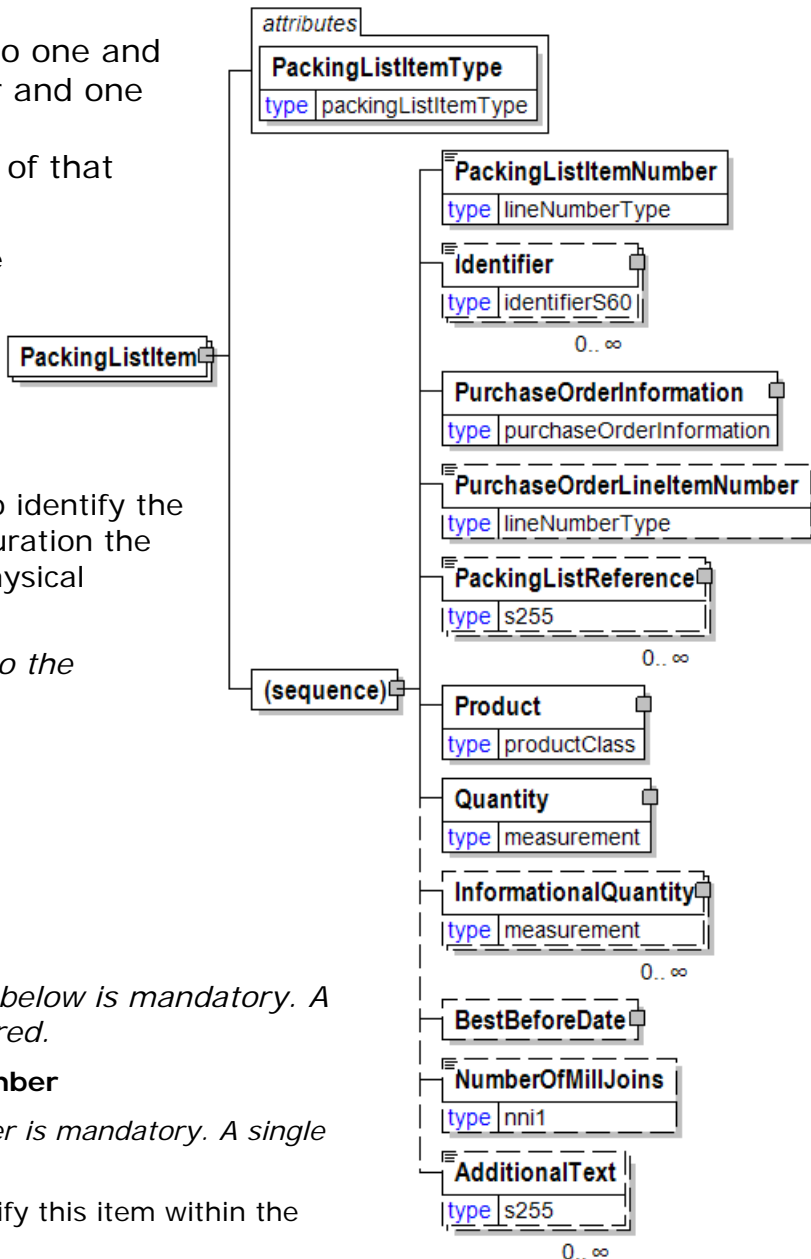 o one and
r and one
of that
e
o identify the
uration the
hysical
o the
below is mandatory. A
red.
nber
er is mandatory. A single
ify this item within the
attributes
PackingListItemType
type packingListItemType
PackingListItem
(sequence)
PackingListItemNumber
type lineNumberType
Identifier
type identifierS60
0.. ∞
PurchaseOrderInformation
type purchaseOrderInformation
PurchaseOrderLineItemNumber
type lineNumberType
PackingListReference
type s255
0.. ∞
Product
type productClass
Quantity
type measurement
InformationalQuantity
type measurement
0.. ∞
BestBeforeDate
NumberOfMillJoins
type nni1
AdditionalText
type s255
0.. ∞